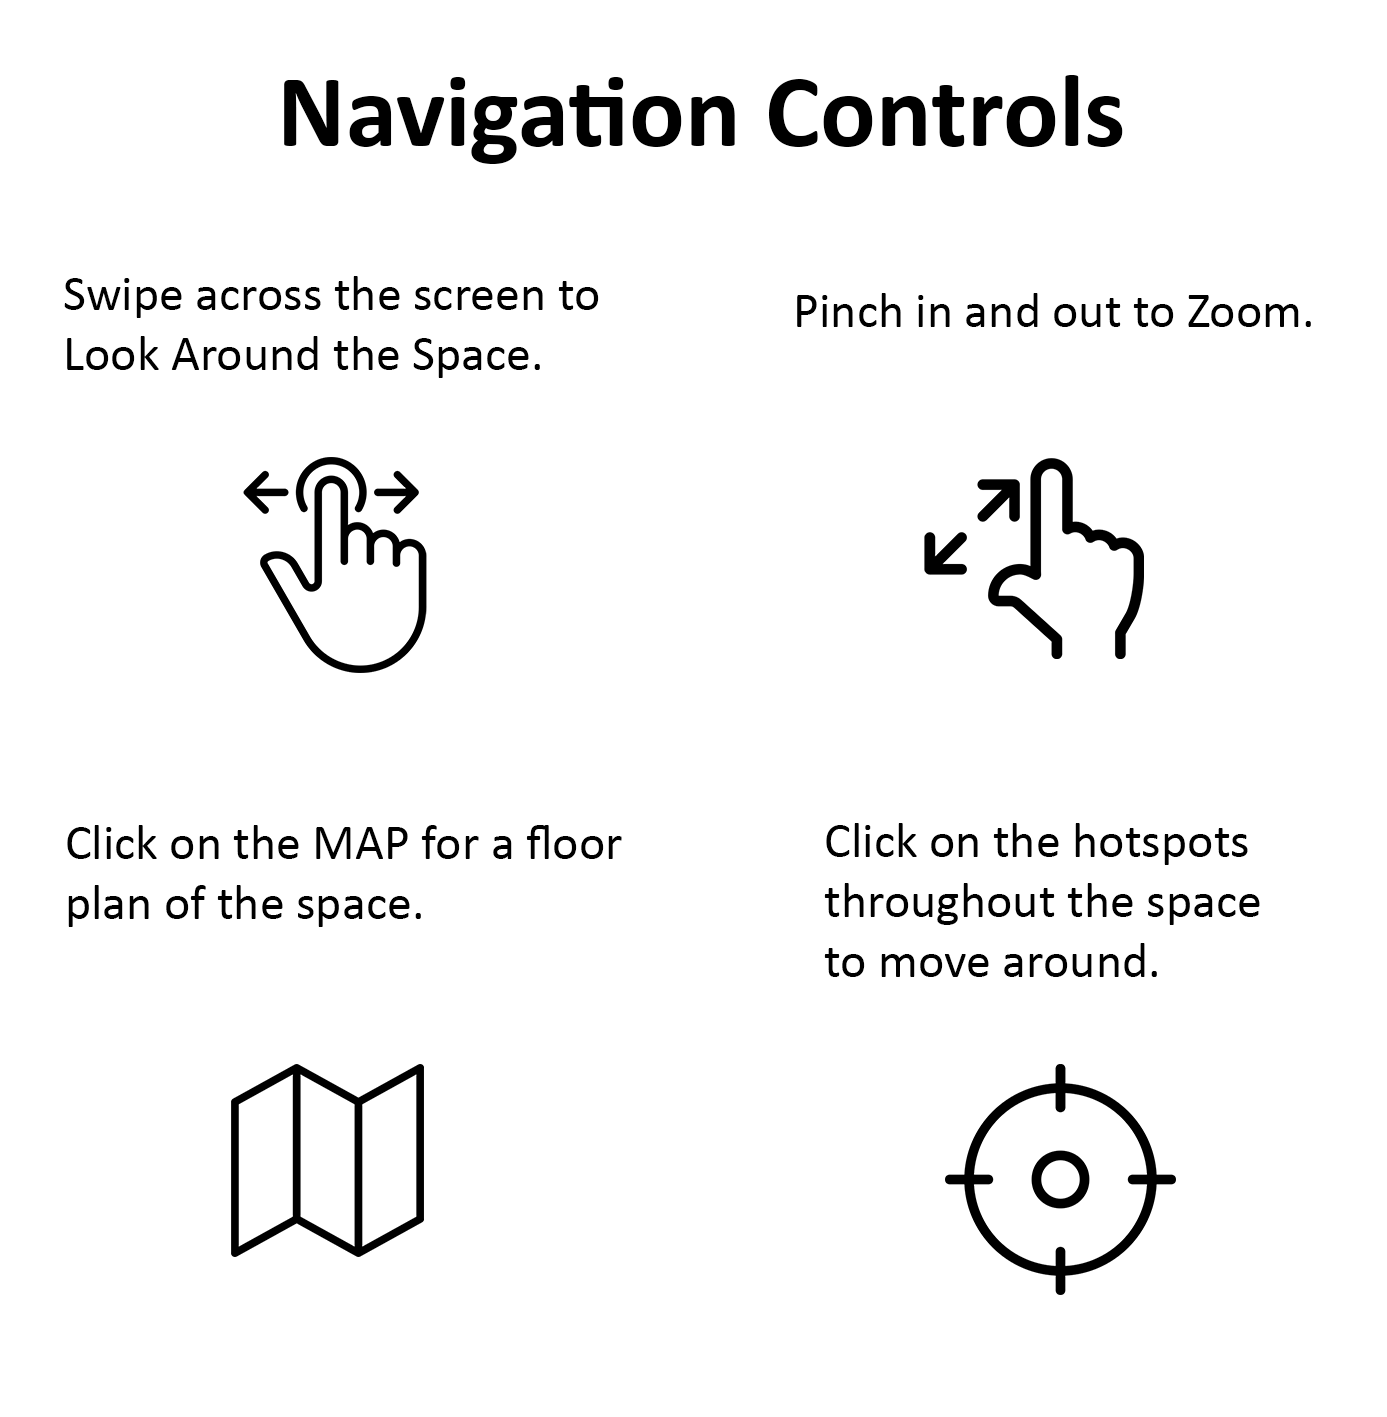 Navigation Controls
Swipe across the screen to
Look Around the Space.
Pinch in and out to Zoom.
Click on the MAP for a floor
plan of the space.
Click on the hotspots
throughout the space
to move around.